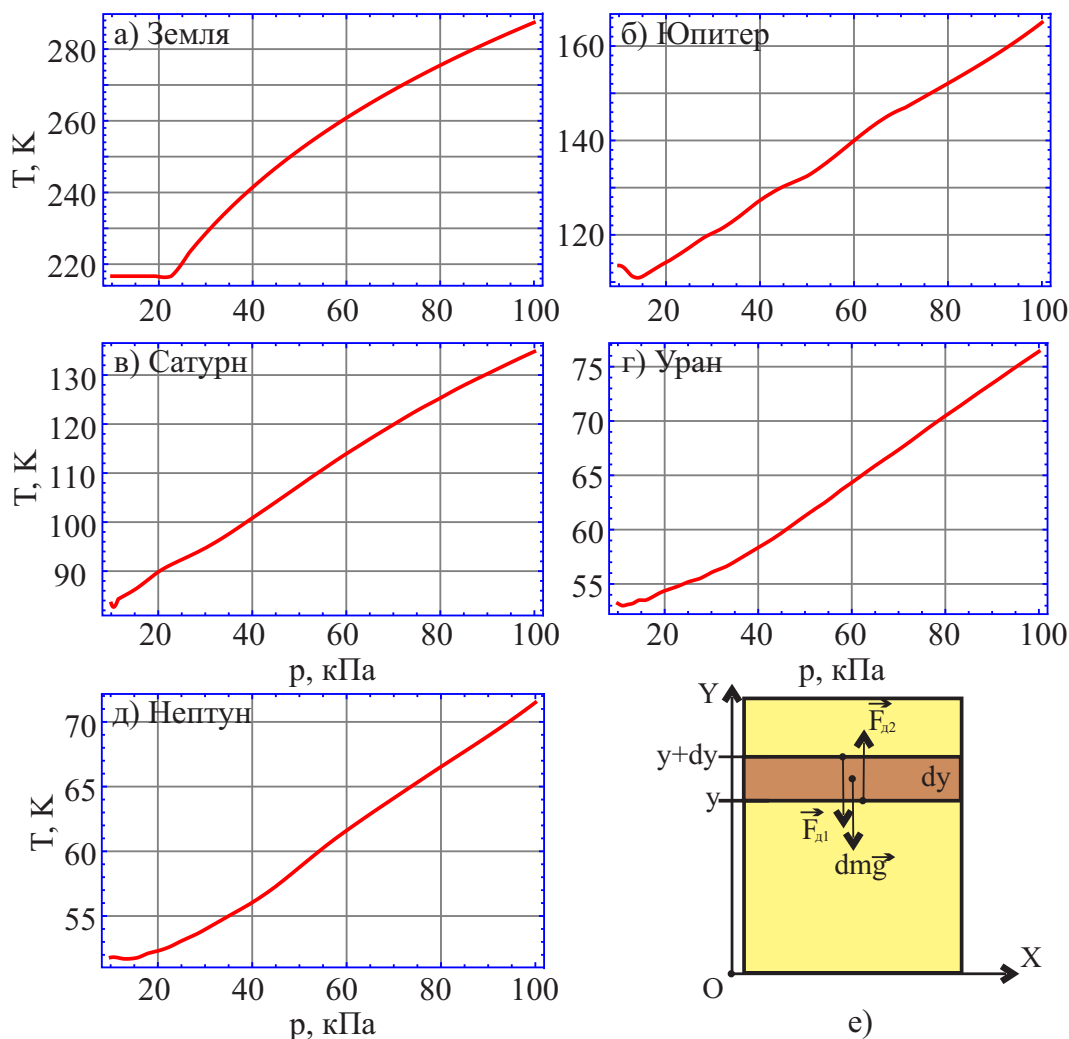 а) Земля
280
260
240
220
T, K
20 40 60 80 100
б) Юпитер
160
140
120
20 40 60 80 100
в) Сатурн
130
120
110
100
90
T, K
20 40 60 80 100
p, кПа
г) Уран
75
70
65
60
55
20 40 60 80 100
p, кПа
д) Нептун
70
65
60
55
T, K
20 40 60 80 100
p, кПа
Y
Fд2
y+dy
dy
y
Fд1
dmg
O
X
е)